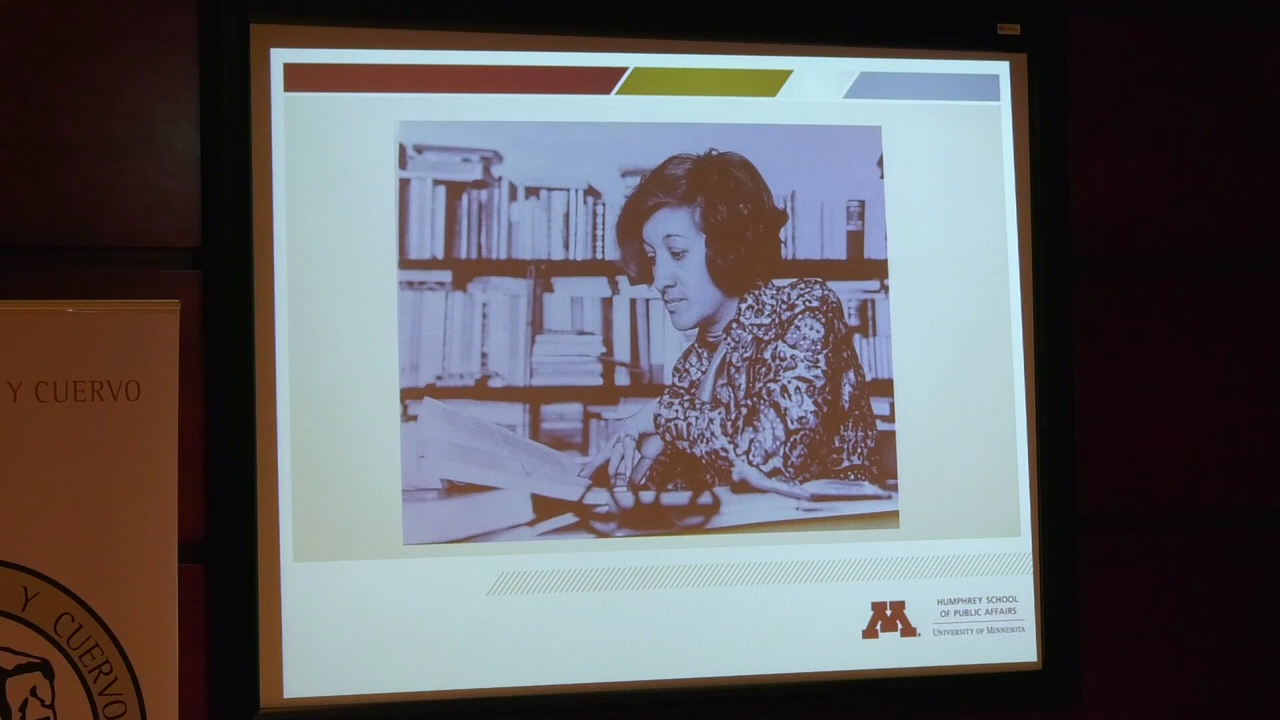 Y CUERVO
Y CUERVO
HUMPHREY SCHOOL
OF PUBLIC AFFAIRS
UNIVERSITY OF MINNESOTA